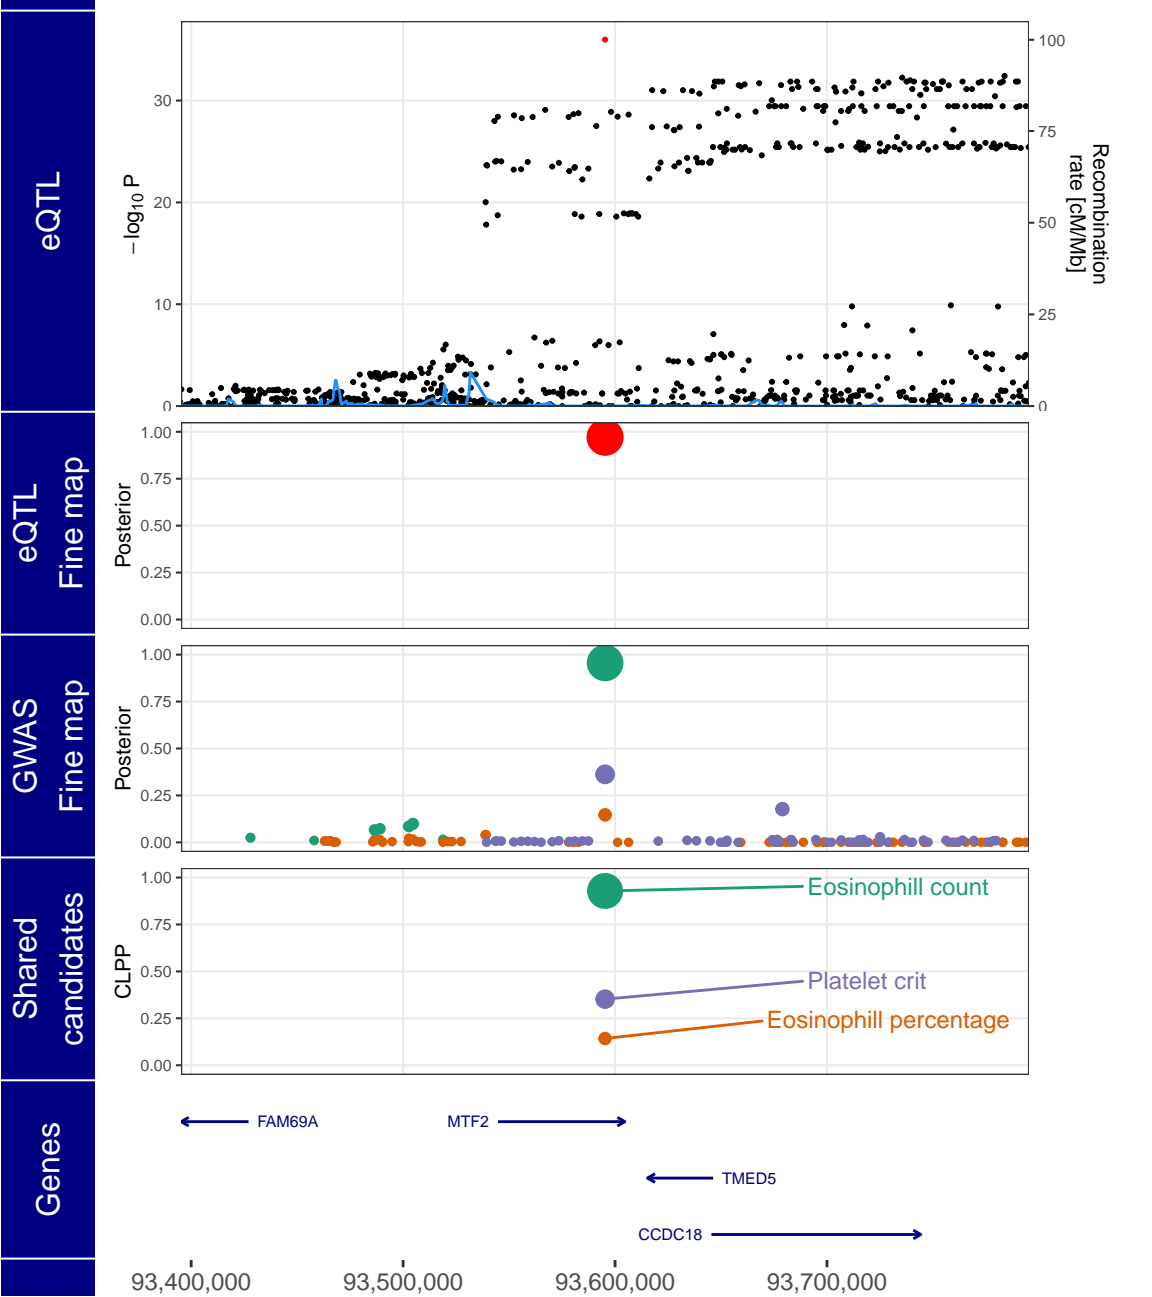 eQTL
−log10 P
30
20
10
0
100
75
50
25
0
Recombination
rate [cM/Mb]
eQTL
Fine map
Posterior
1.00
0.75
0.50
0.25
0.00
GWAS
Fine map
Posterior
1.00
0.75
0.50
0.25
0.00
Shared
candidates
CLPP
1.00
0.75
0.50
0.25
0.00
Eosinophill count
Platelet crit
Eosinophill percentage
Genes
FAM69A
MTF2
TMED5
CCDC18
93,400,000
93,500,000
93,600,000
93,700,000